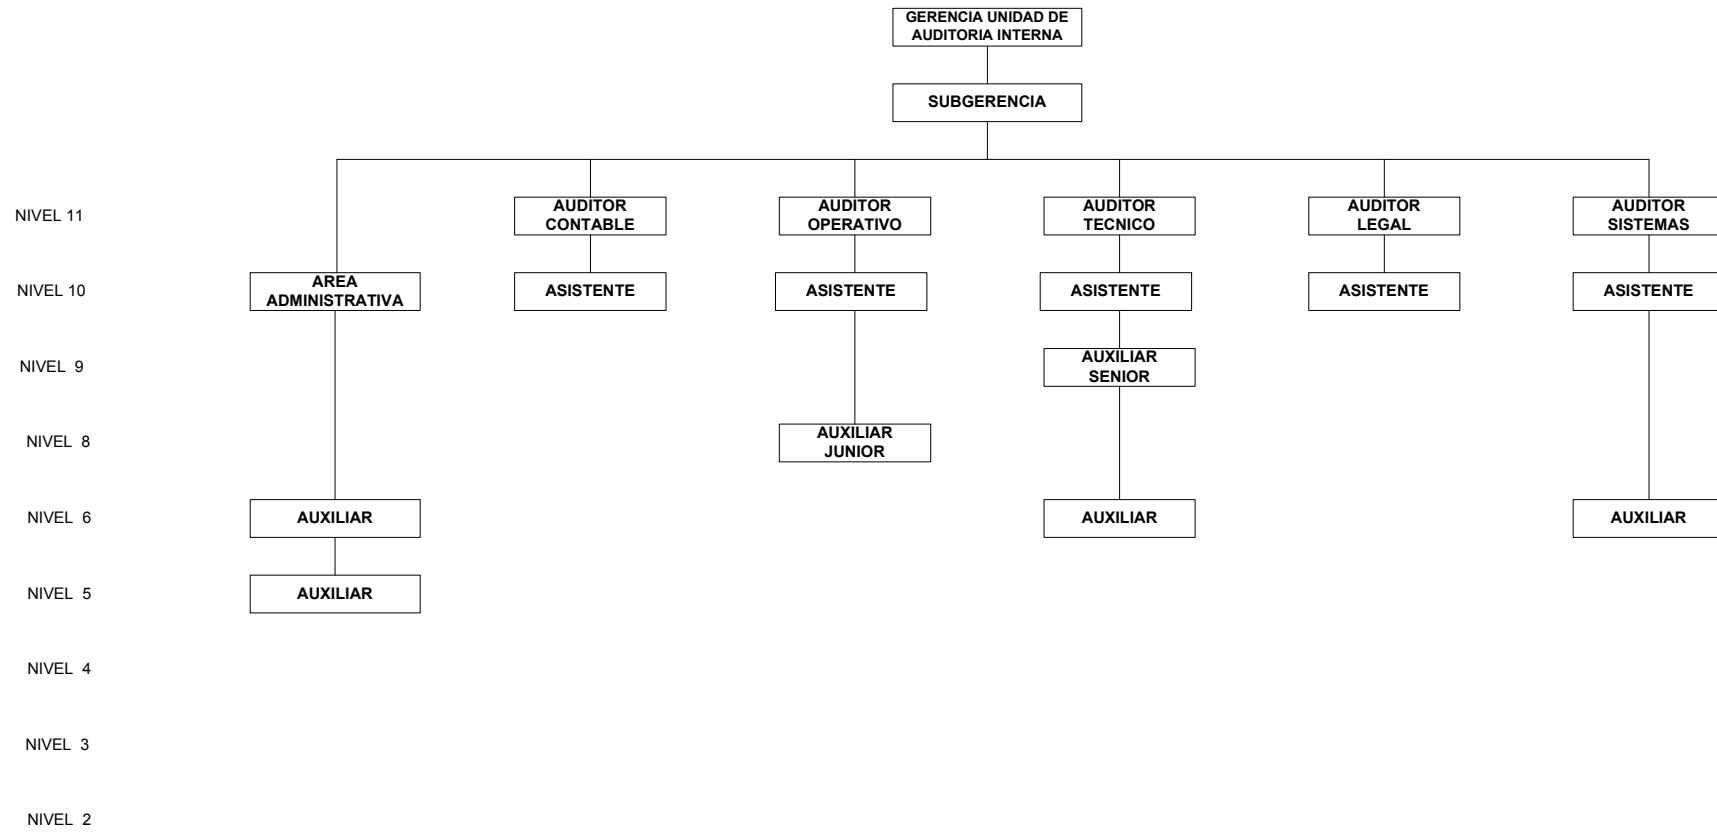 GERENCIA UNIDAD DE
AUDITORIA INTERNA
SUBGERENCIA
NIVEL 11
AUDITOR
CONTABLE
AUDITOR
OPERATIVO
AUDITOR
TECNICO
AUDITOR
LEGAL
AUDITOR
SISTEMAS
NIVEL 10
AREA
ADMINISTRATIVA
ASISTENTE
ASISTENTE
ASISTENTE
ASISTENTE
ASISTENTE
NIVEL 9
AUXILIAR
SENIOR
NIVEL 8
AUXILIAR
JUNIOR
NIVEL 6
AUXILIAR
AUXILIAR
AUXILIAR
NIVEL 5
AUXILIAR
NIVEL 4
NIVEL 3
NIVEL 2